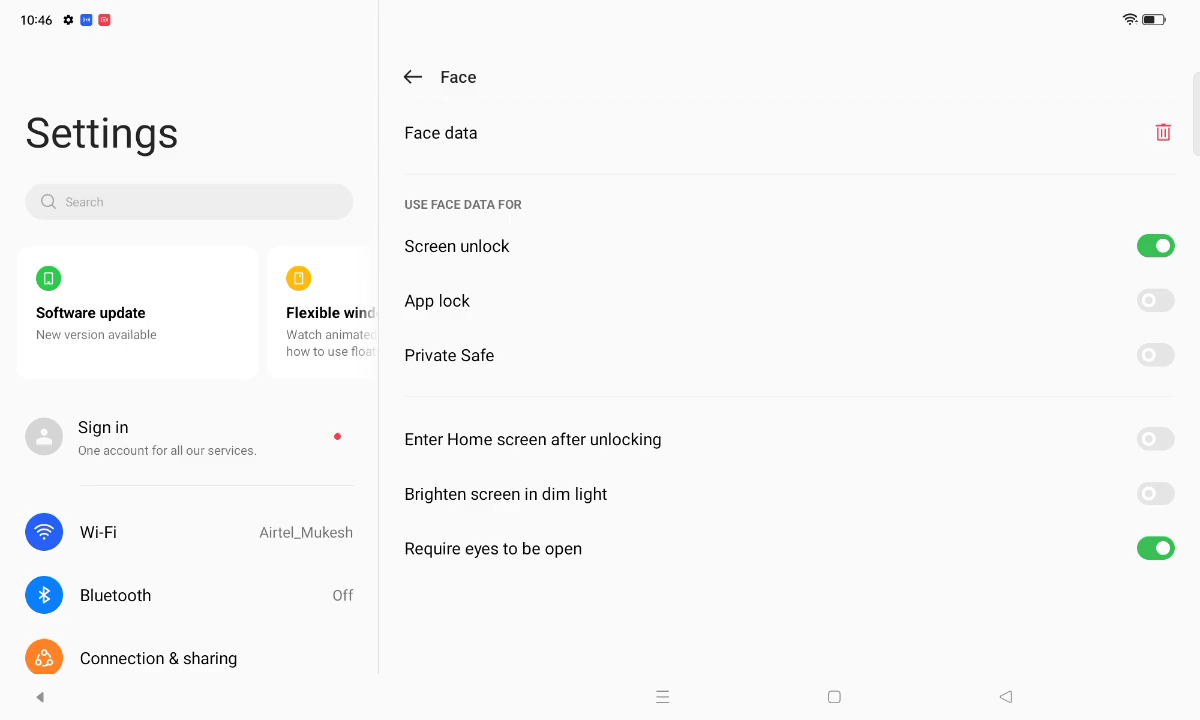 10:46
Settings
Search
Software update
New version available
Flexible wind
Watch animated
how to use float
Sign in
One account for all our services.
Wi-Fi
Airtel_Mukesh
Bluetooth
Off
Connection & sharing
Face
Face data
USE FACE DATA FOR
Screen unlock
App lock
Private Safe
Enter Home screen after unlocking
Brighten screen in dim light
Require eyes to be open